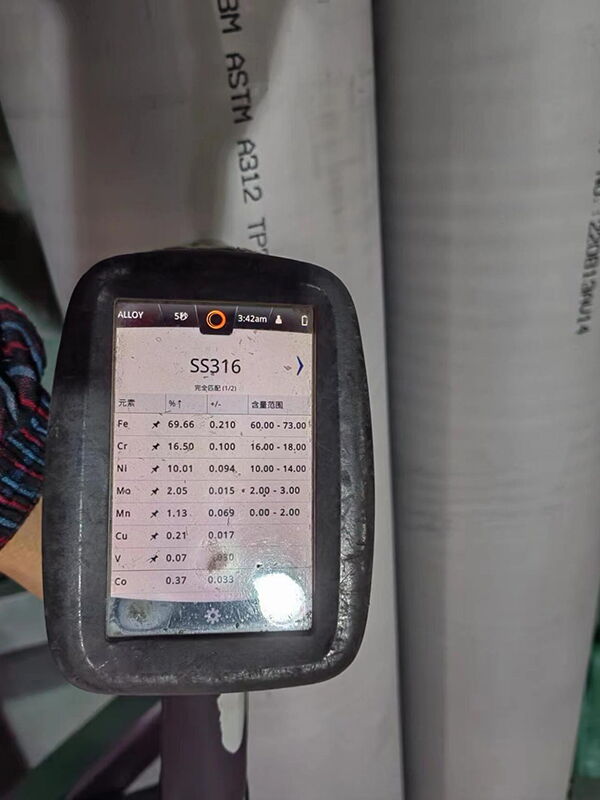 BM ASTM A312 TP
NO.:220813KV14
ALLOY 5秒 3:42am
SS316
完全匹配 (1/2)
元素 %↑ +/- 含量范围
Fe 69.66 0.210 60.00 - 73.00
Cr 16.50 0.100 16.00 - 18.00
Ni 10.01 0.094 10.00 - 14.00
Mo 2.05 0.015 2.00 - 3.00
Mn 1.13 0.069 0.00 - 2.00
Cu 0.21 0.017
V 0.07
Co 0.37 0.033